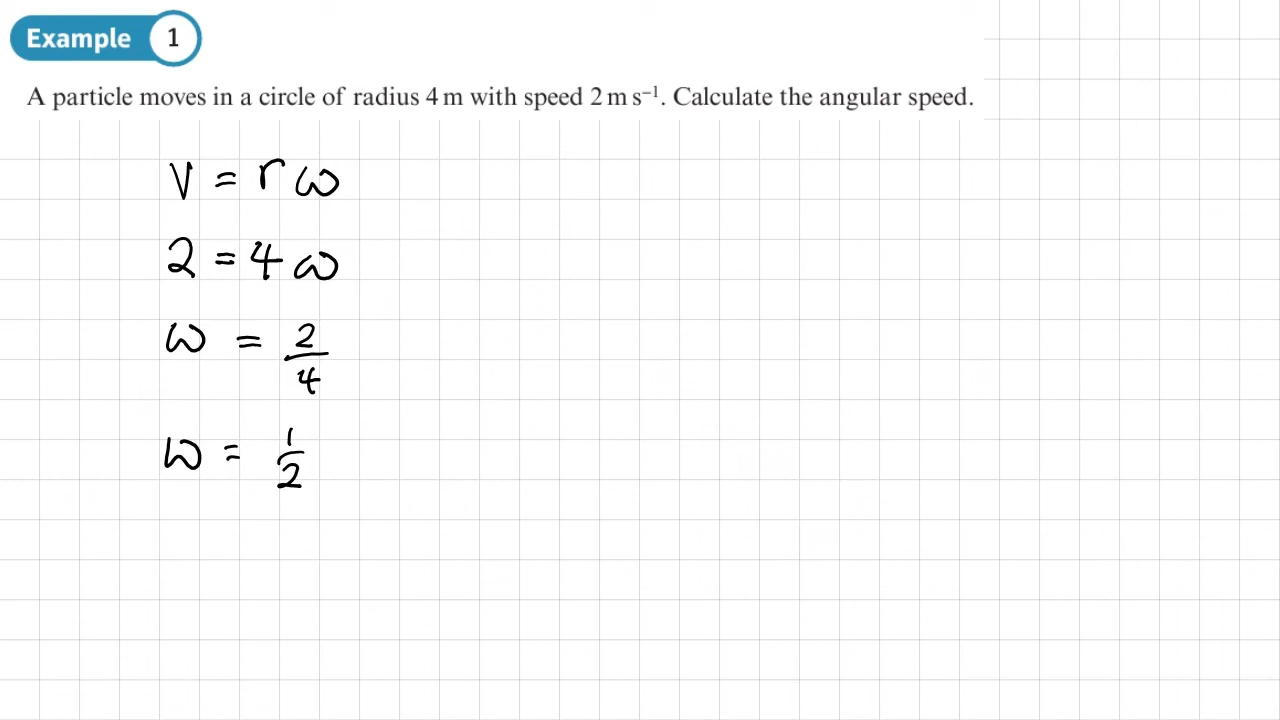 Example 1
A particle moves in a circle of radius 4 m with speed 2 m s⁻¹. Calculate the angular speed.
v = rω
2 = 4ω
ω = 2/4
ω = 1/2